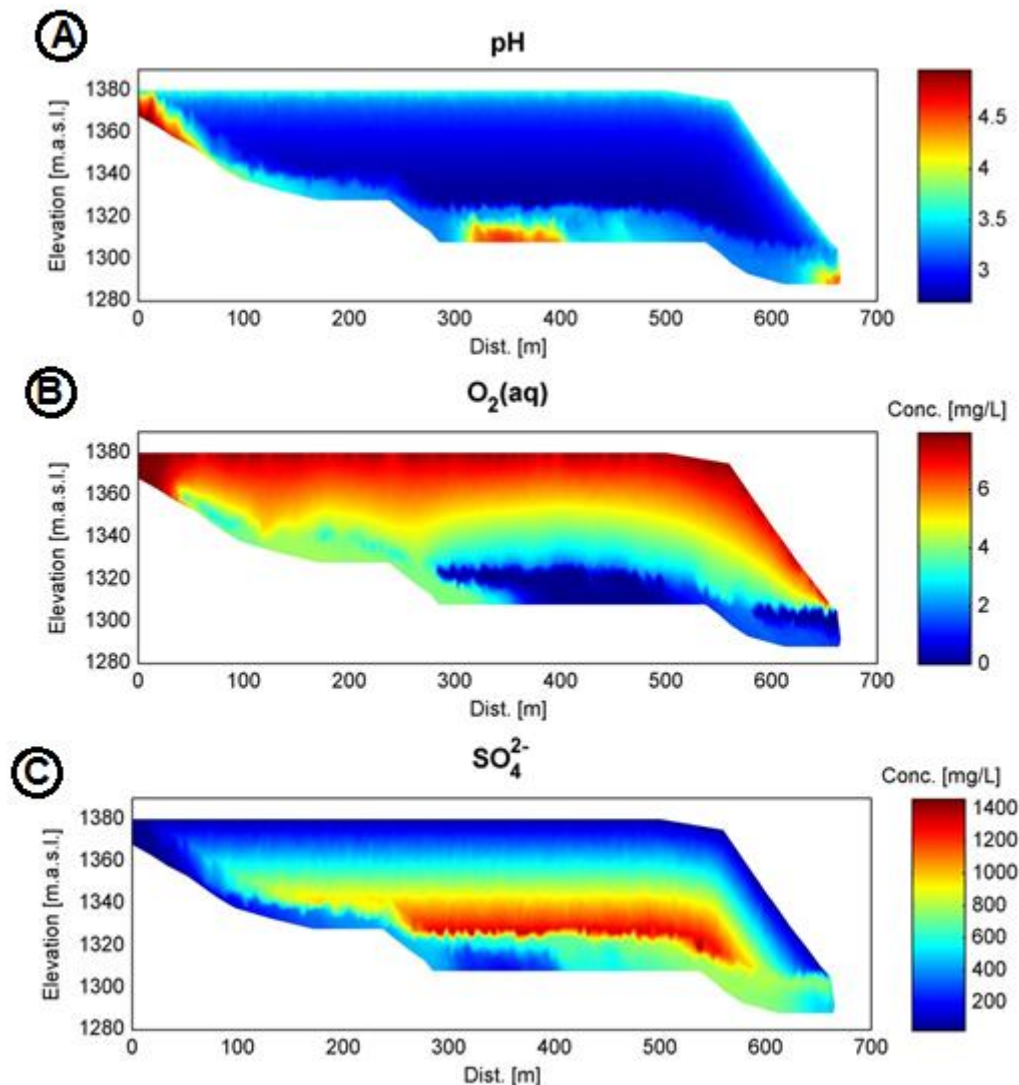 A
pH
Elevation [m.a.s.l.]
1380
1360
1340
1320
1300
1280
0 100 200 300 400 500 600 700
Dist. [m]
4.5
4
3.5
3
B
O₂(aq)
Conc. [mg/L]
Elevation [m.a.s.l.]
1380
1360
1340
1320
1300
1280
0 100 200 300 400 500 600 700
Dist. [m]
6
4
2
0
C
SO₄²⁻
Conc. [mg/L]
Elevation [m.a.s.l.]
1380
1360
1340
1320
1300
1280
0 100 200 300 400 500 600 700
Dist. [m]
1400
1200
1000
800
600
400
200